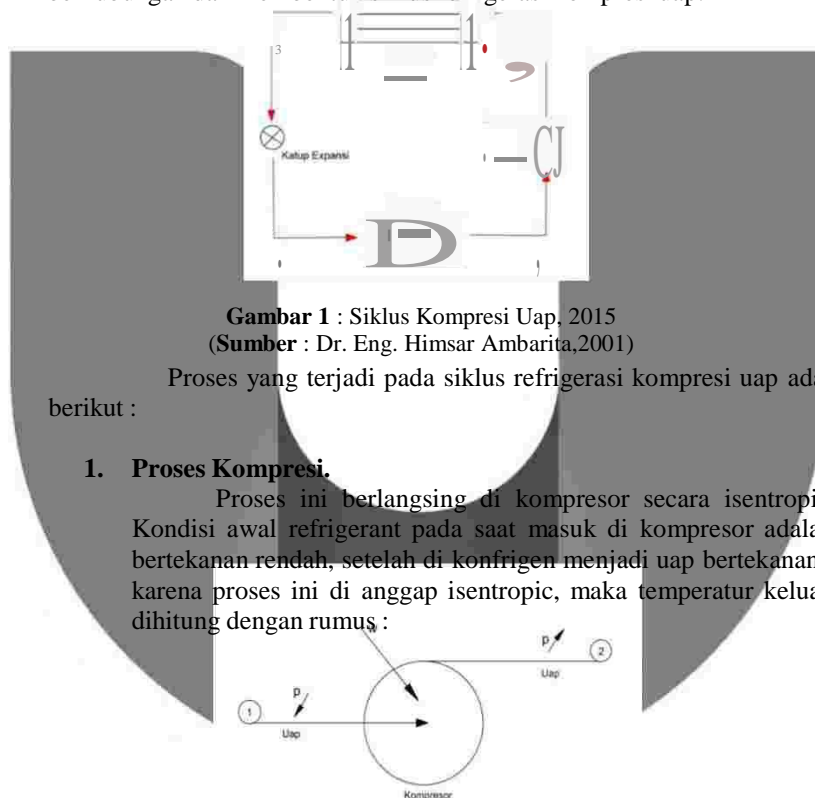 3
Katup Expansi
Gambar 1 : Siklus Kompresi Uap, 2015
(Sumber : Dr. Eng. Himsar Ambarita,2001)
Proses yang terjadi pada siklus refrigerasi kompresi uap ada
berikut :
1. Proses Kompresi.
Proses ini berlangsing di kompresor secara isentropi
Kondisi awal refrigerant pada saat masuk di kompresor adala
bertekanan rendah, setelah di konfrigen menjadi uap bertekanan
karena proses ini di anggap isentropic, maka temperatur kelua
dihitung dengan rumus :
w
p
2
Uap
p
1
Uap
Kompresor